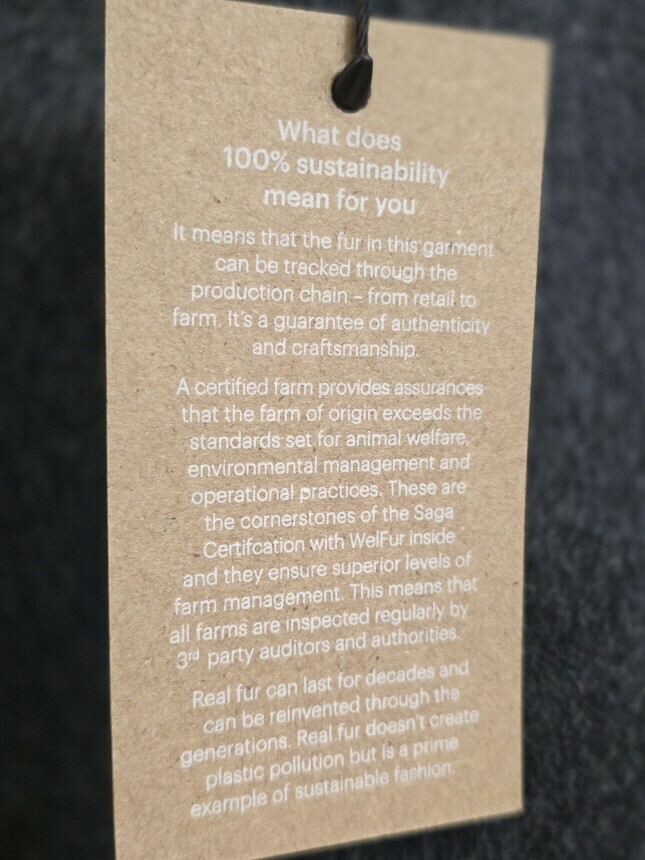 What does
100% sustainability
mean for you
It means that the fur in this garment
can be tracked through the
production chain – from retail to
farm. It's a guarantee of authenticity
and craftsmanship.
A certified farm provides assurances
that the farm of origin exceeds the
standards set for animal welfare,
environmental management and
operational practices. These are
the cornerstones of the Saga
Certifcation with WelFur inside
and they ensure superior levels of
farm management. This means that
all farms are inspected regularly by
3rd party auditors and authorities.
Real fur can last for decades and
can be reinvented through the
generations. Real fur doesn't create
plastic pollution but is a prime
example of sustainable fashion.